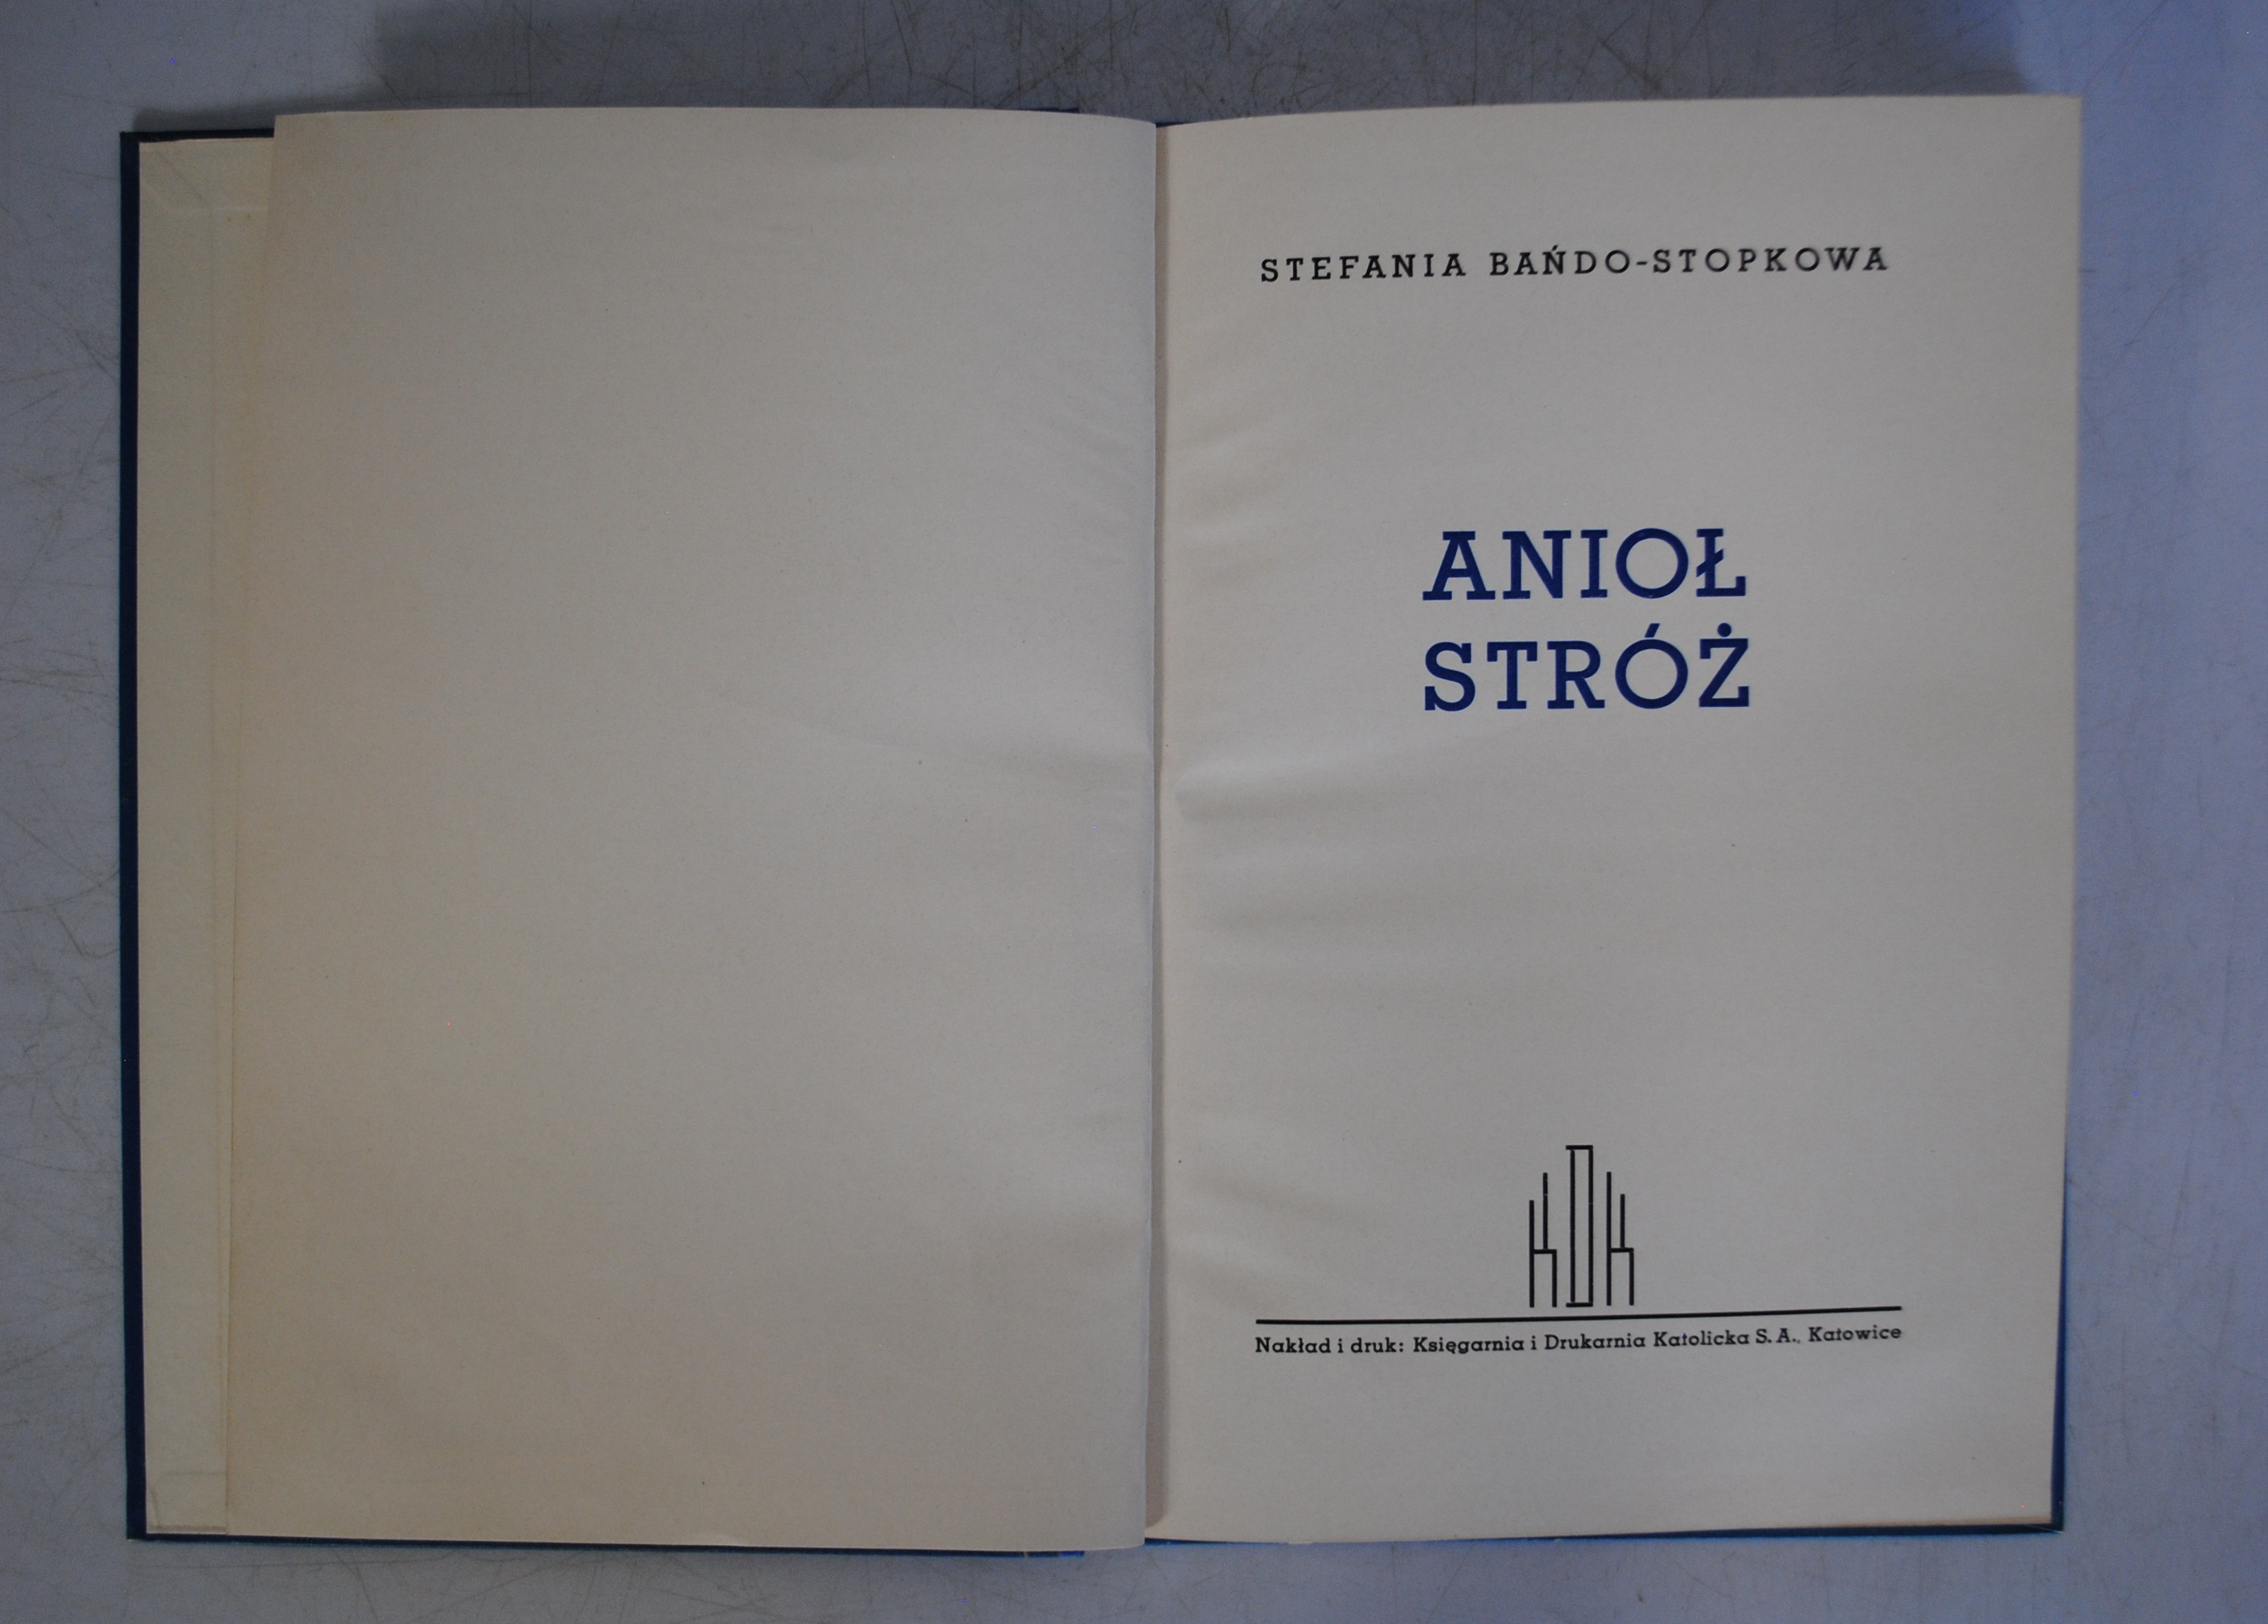 STEFANIA BAŃDO-STOPKOWA
ANIOŁ
STRÓŻ
KDK
Nakład i druk: Księgarnia i Drukarnia Katolicka S. A., Katowice